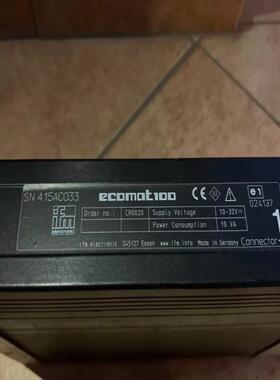 SN 415AC033
ecomat100
CE
e1
024137
ifm electronic
Order no.: CR0020 Supply Voltage 10-32V
Power Consumption 10 VA
ifm electronic D45127 Essen www.ifm.info Made in Germany Connector
1